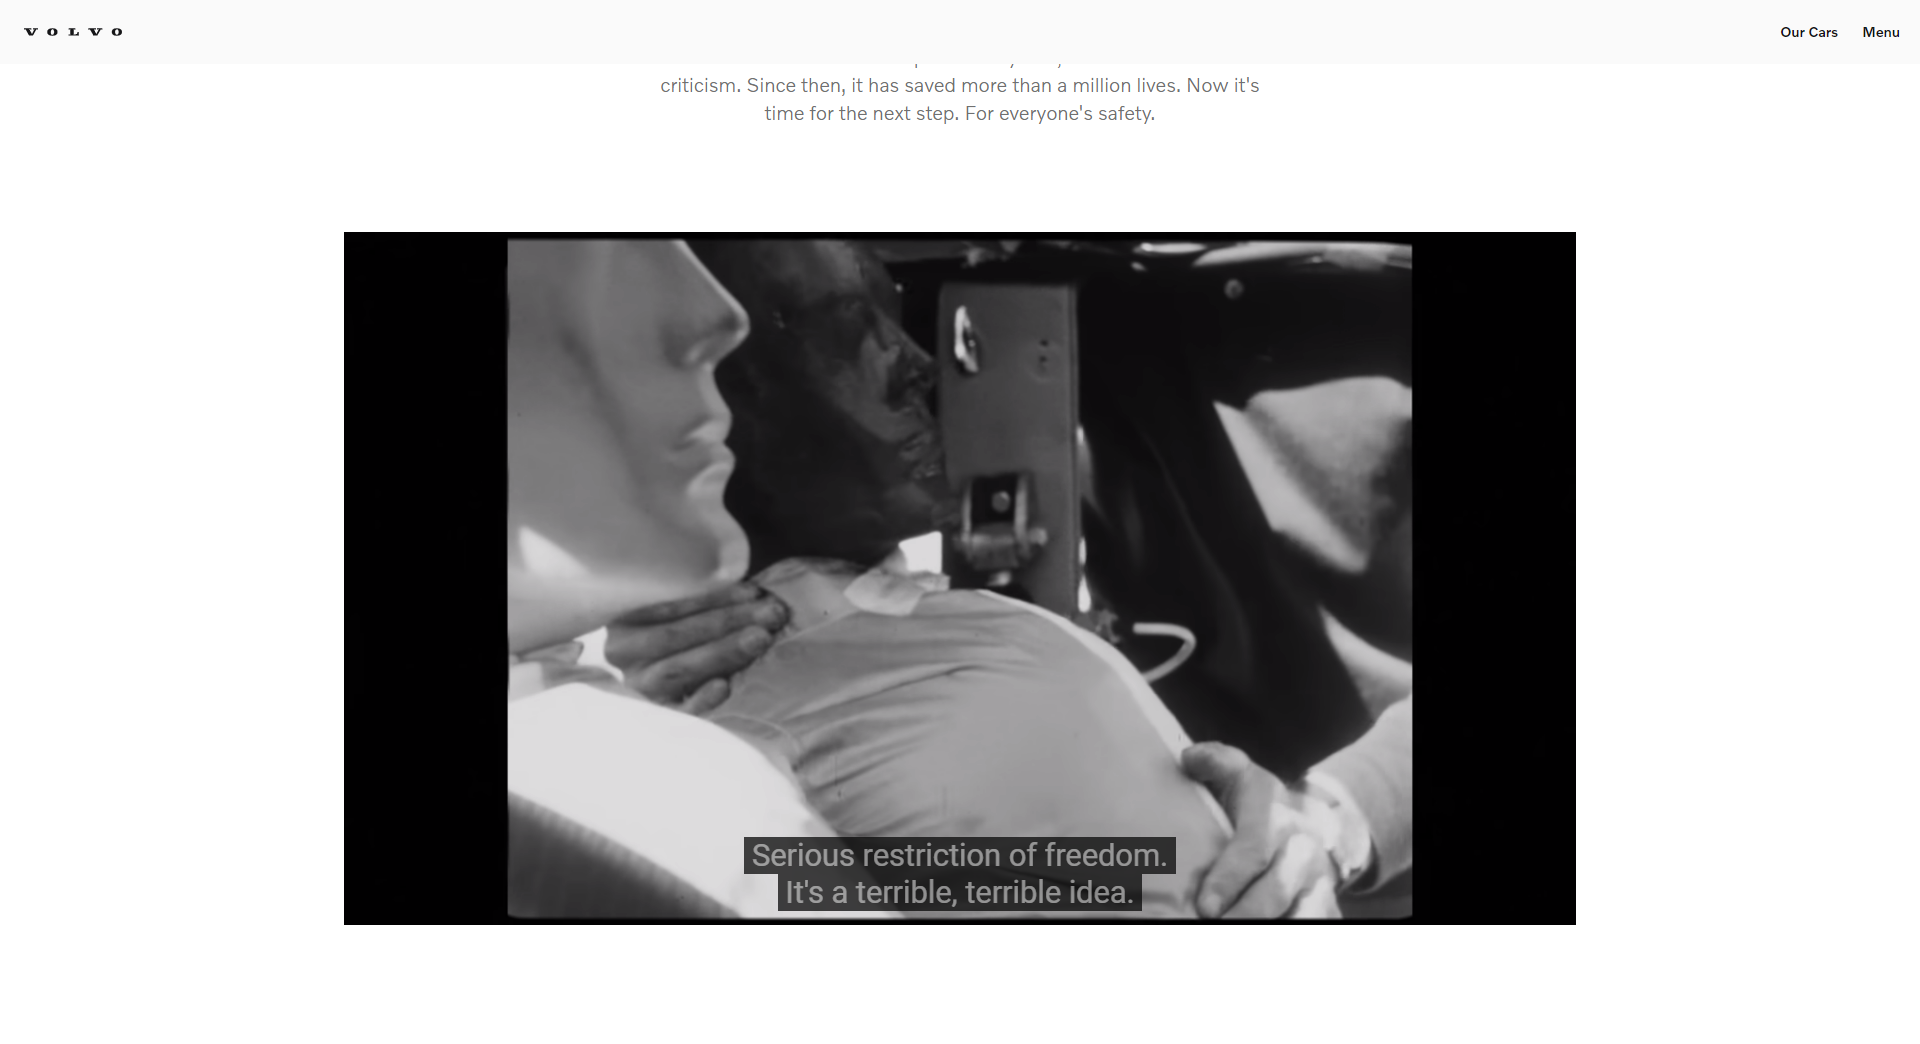 VOLVO
Our Cars
Menu
criticism. Since then, it has saved more than a million lives. Now it's
time for the next step. For everyone's safety.
Serious restriction of freedom.
It's a terrible, terrible idea.